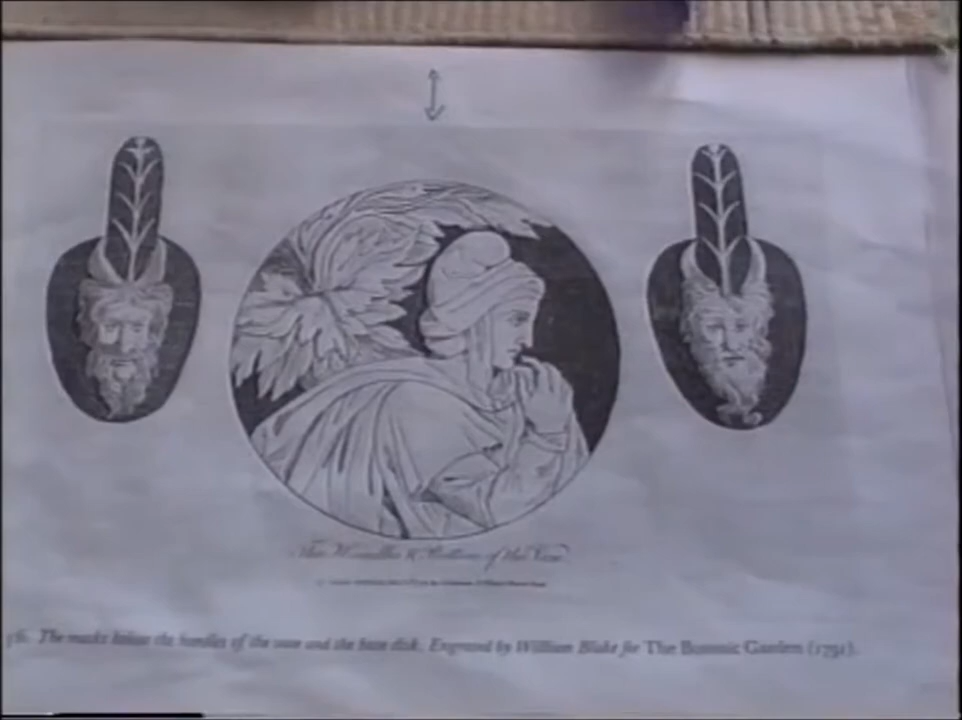 The Handles & Bottom of the Vase
56. The masks below the handles of the vase and the base disk. Engraved by William Blake for The Botanic Garden (1791).